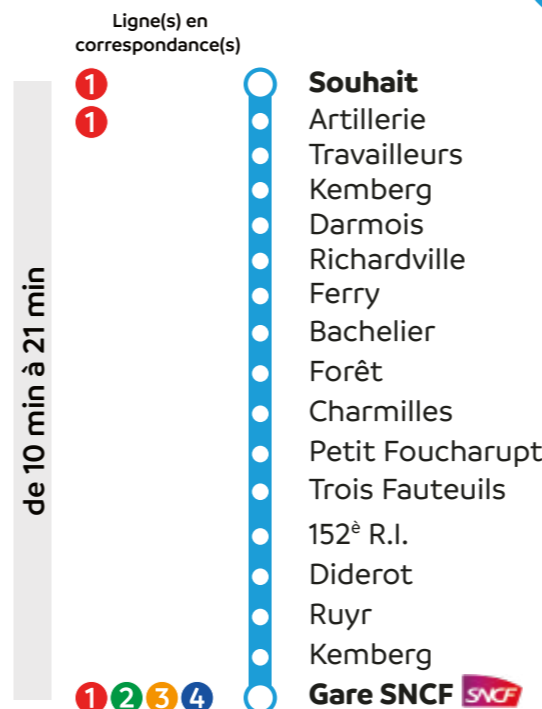 Ligne(s) en
correspondance(s)
de 10 min à 21 min
1 Souhait
1 Artillerie
Travailleurs
Kemberg
Darmois
Richardville
Ferry
Bachelier
Forêt
Charmilles
Petit Foucharupt
Trois Fauteuils
152è R.I.
Diderot
Ruyr
Kemberg
1 2 3 4 Gare SNCF SNCF